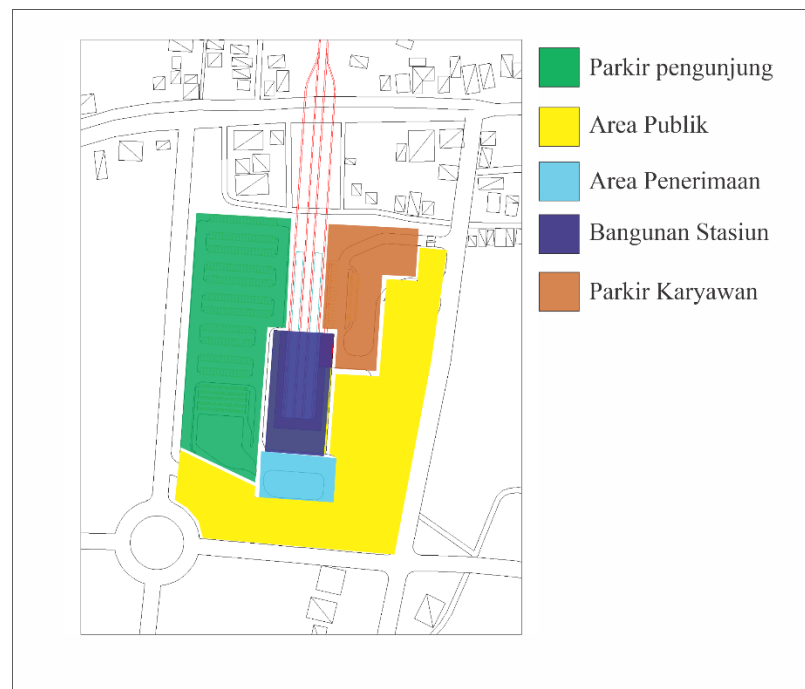 Parkir pengunjung
Area Publik
Area Penerimaan
Bangunan Stasiun
Parkir Karyawan